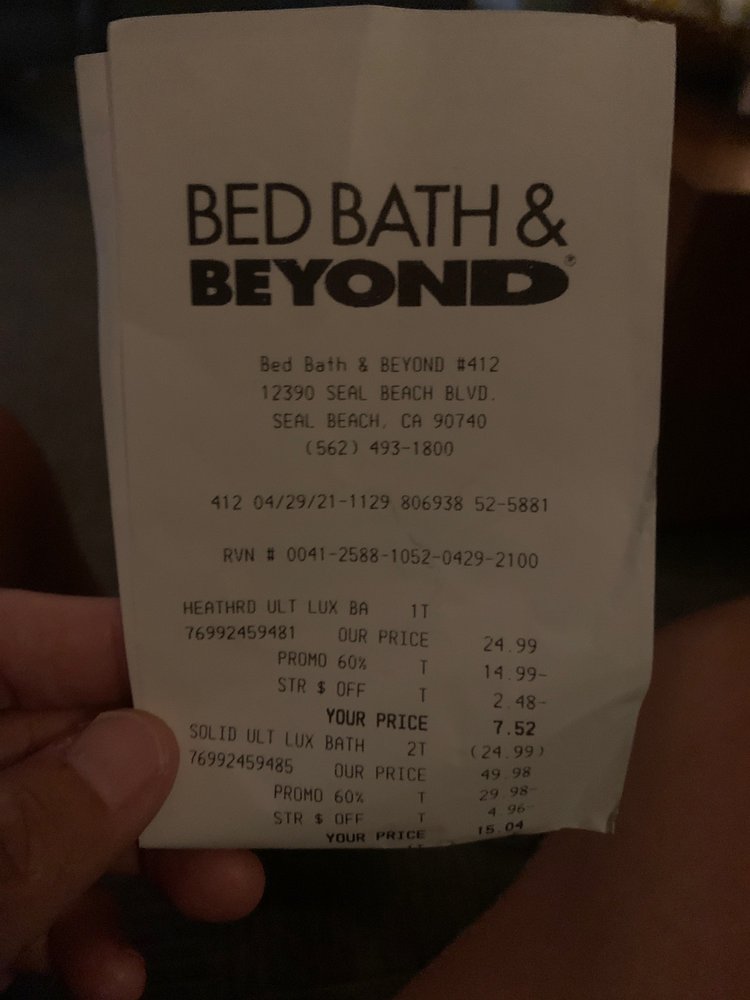 BED BATH &
BEYOND®
Bed Bath & BEYOND #412
12390 SEAL BEACH BLVD.
SEAL BEACH, CA 90740
(562) 493-1800
412 04/29/21-1129 806938 52-5881
RVN # 0041-2588-1052-0429-2100
HEATHRD ULT LUX BA 1T
76992459481 OUR PRICE 24.99
PROMO 60% T 14.99-
STR $ OFF T 2.48-
YOUR PRICE 7.52
SOLID ULT LUX BATH 2T (24.99)
76992459485 OUR PRICE 49.98
PROMO 60% T 29.98-
STR $ OFF T 4.96-
YOUR PRICE 15.04